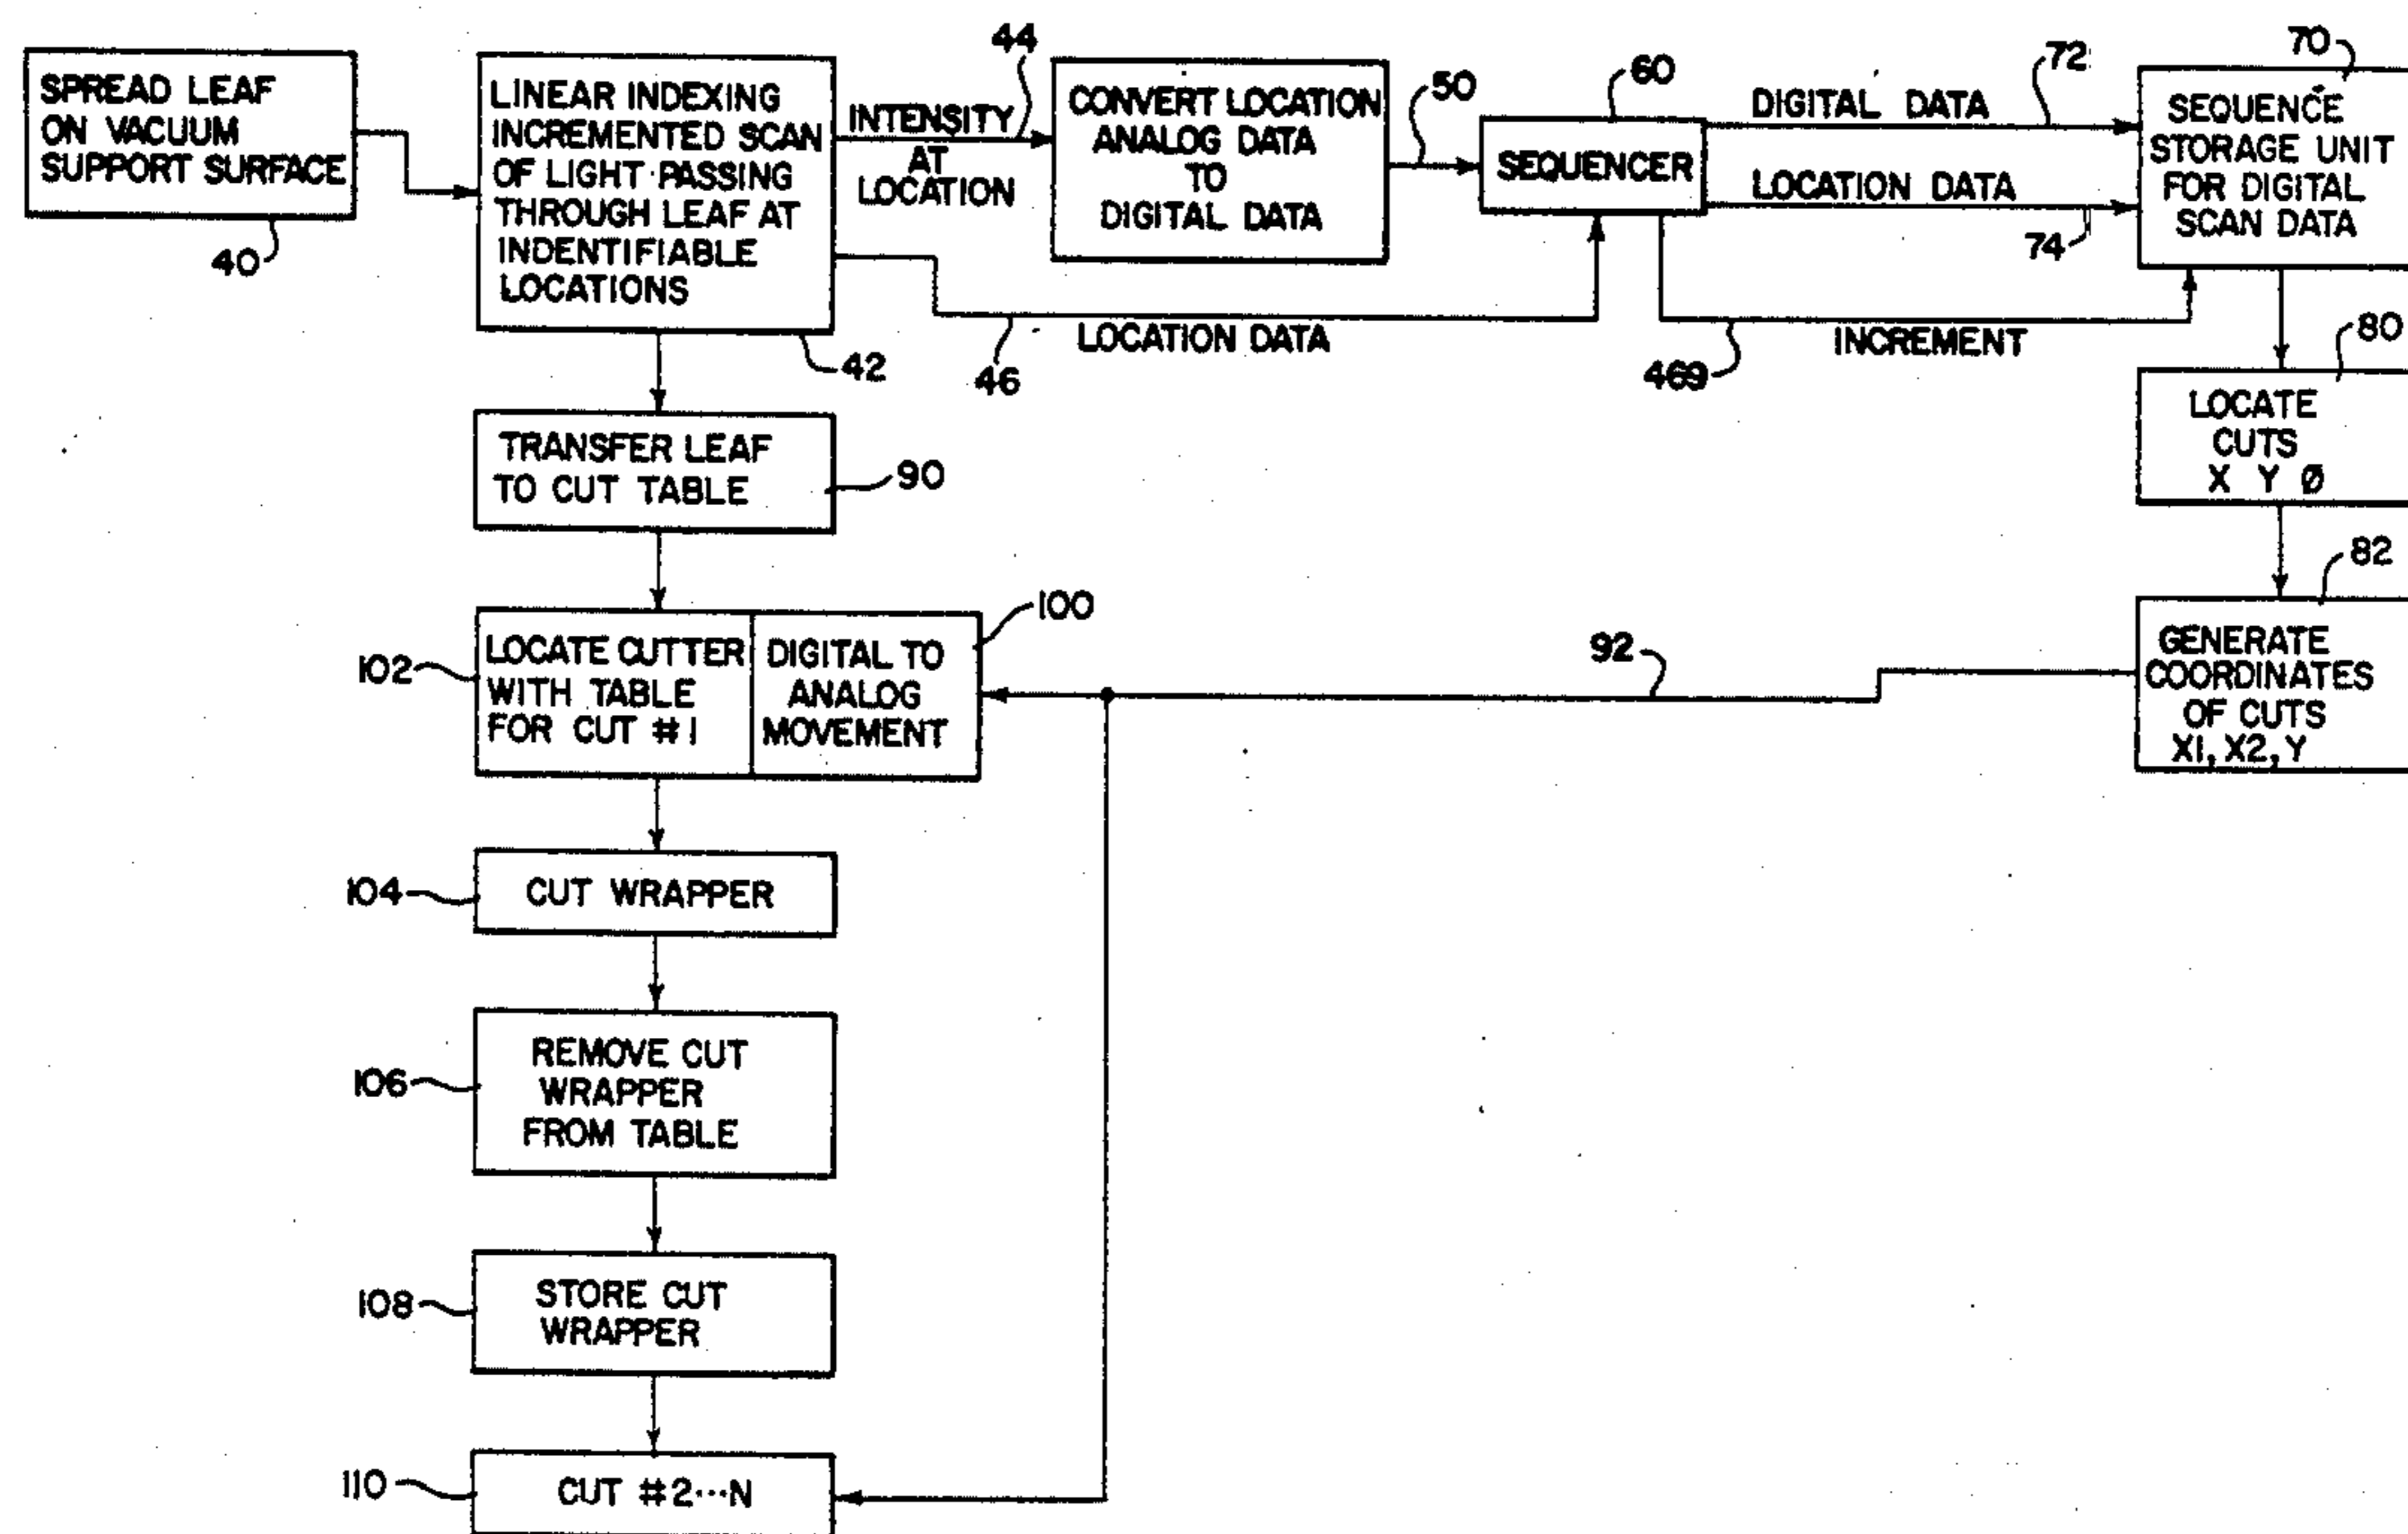 SPREAD LEAF
ON VACUUM
SUPPORT SURFACE
40
LINEAR INDEXING
INCREMENTED SCAN
OF LIGHT PASSING
THROUGH LEAF AT
INDENTIFIABLE
LOCATIONS
42
44
INTENSITY
AT
LOCATION
46
LOCATION DATA
CONVERT LOCATION
ANALOG DATA
TO
DIGITAL DATA
50
60
SEQUENCER
72
DIGITAL DATA
LOCATION DATA
74
469
INCREMENT
70
SEQUENCE
STORAGE UNIT
FOR DIGITAL
SCAN DATA
80
LOCATE
CUTS
X Y Ø
82
GENERATE
COORDINATES
OF CUTS
X1, X2, Y
92
TRANSFER LEAF
TO CUT TABLE
90
102
LOCATE CUTTER
WITH TABLE
FOR CUT #1
DIGITAL TO
ANALOG
MOVEMENT
100
104
CUT WRAPPER
106
REMOVE CUT
WRAPPER
FROM TABLE
108
STORE CUT
WRAPPER
110
CUT #2···N